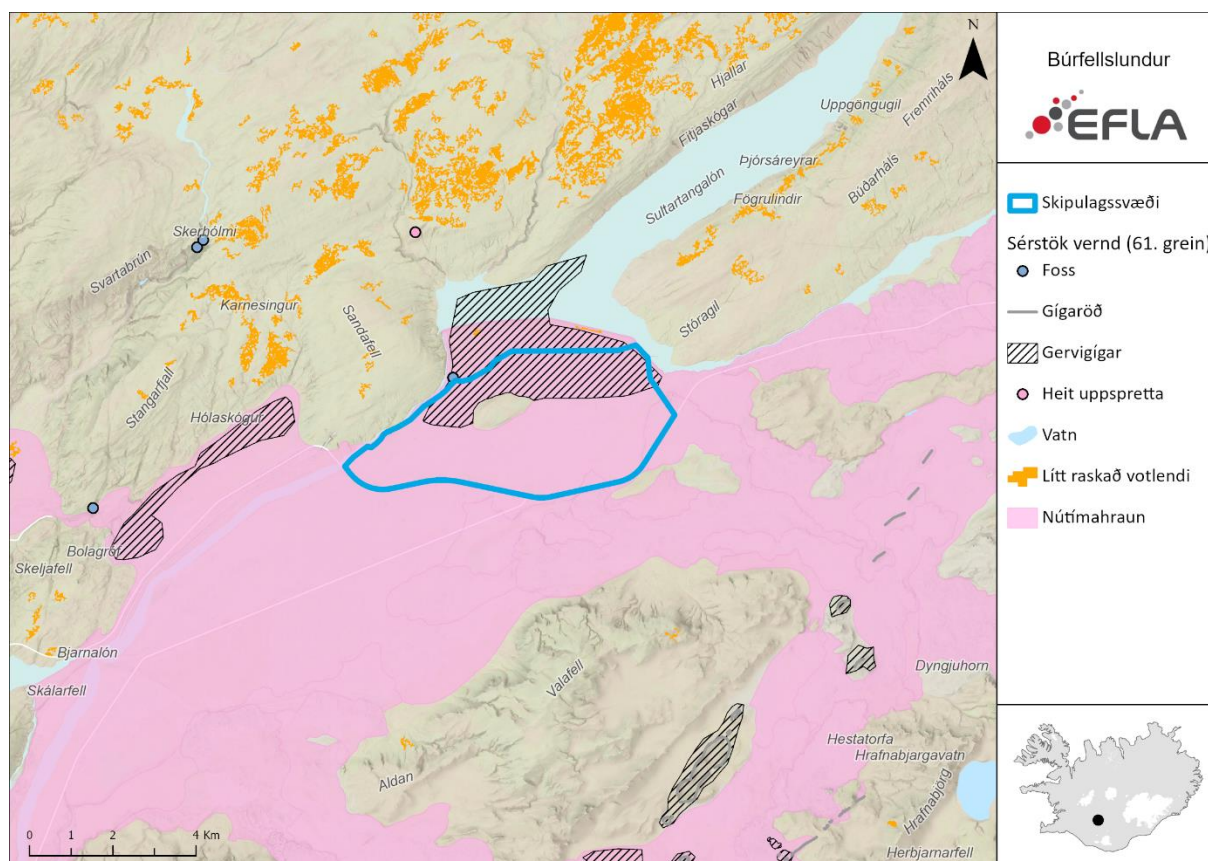 Hjallar
Fitjaskógar
Uppgöngugil
Fremriháls
Þjórsáreyrar
Sultartangalón
Fögrulindir
Búðarháls
Skerhólmi
Svartabrún
Karnesingur
Sandafell
Stóragil
Stangarfjall
Hólaskógur
Bolagróf
Skeljafell
Bjarnalón
Skálarfell
Valafell
Aldan
Dyngjuhorn
Hestatorfa
Hrafnabjargavatn
Hrafnabjörg
Herbjarnarfell
0 1 2 4 Km
N
Búrfellslundur
EFLA
Skipulagssvæði
Sérstök vernd (61. grein)
Foss
Gígaröð
Gervigígar
Heit uppspretta
Vatn
Lítt raskað votlendi
Nútímahraun